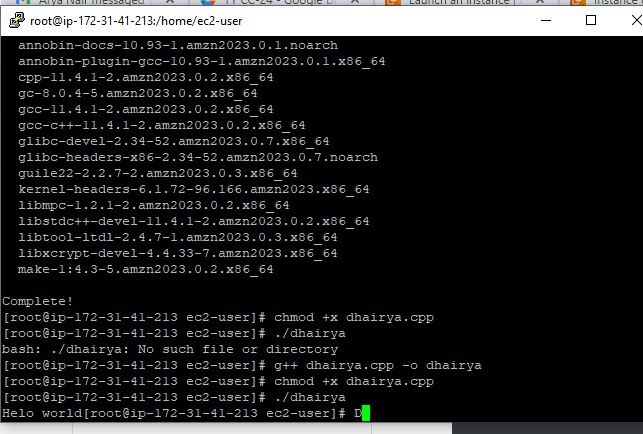 Arya Nair messaged
TY CC-24 - Google D
Launch an instance
Instance d
root@ip-172-31-41-213:/home/ec2-user
annobin-docs-10.93-1.amzn2023.0.1.noarch
annobin-plugin-gcc-10.93-1.amzn2023.0.1.x86_64
cpp-11.4.1-2.amzn2023.0.2.x86_64
gc-8.0.4-5.amzn2023.0.2.x86_64
gcc-11.4.1-2.amzn2023.0.2.x86_64
gcc-c++-11.4.1-2.amzn2023.0.2.x86_64
glibc-devel-2.34-52.amzn2023.0.7.x86_64
glibc-headers-x86-2.34-52.amzn2023.0.7.noarch
guile22-2.2.7-2.amzn2023.0.3.x86_64
kernel-headers-6.1.72-96.166.amzn2023.x86_64
libmpc-1.2.1-2.amzn2023.0.2.x86_64
libstdc++-devel-11.4.1-2.amzn2023.0.2.x86_64
libtool-ltdl-2.4.7-1.amzn2023.0.3.x86_64
libxcrypt-devel-4.4.33-7.amzn2023.x86_64
make-1:4.3-5.amzn2023.0.2.x86_64
Complete!
[root@ip-172-31-41-213 ec2-user]# chmod +x dhairya.cpp
[root@ip-172-31-41-213 ec2-user]# ./dhairya
bash: ./dhairya: No such file or directory
[root@ip-172-31-41-213 ec2-user]# g++ dhairya.cpp -o dhairya
[root@ip-172-31-41-213 ec2-user]# chmod +x dhairya.cpp
[root@ip-172-31-41-213 ec2-user]# ./dhairya
Helo world[root@ip-172-31-41-213 ec2-user]# D